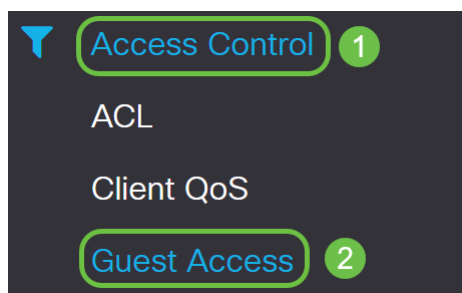 Access Control 1
ACL
Client QoS
Guest Access 2